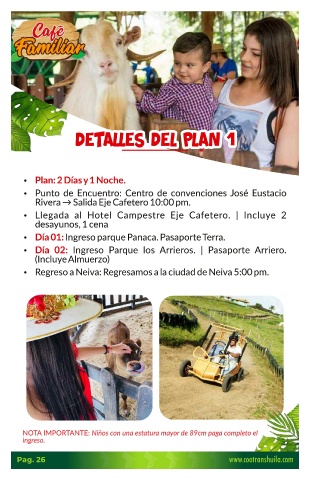 Café
Familiar
DETALLES DEL PLAN 1
• Plan: 2 Días y 1 Noche.
• Punto de Encuentro: Centro de convenciones José Eustacio
Rivera → Salida Eje Cafetero 10:00 pm.
• Llegada al Hotel Campestre Eje Cafetero. | Incluye 2
desayunos, 1 cena
• Día 01: Ingreso parque Panaca. Pasaporte Terra.
• Día 02: Ingreso Parque los Arrieros. | Pasaporte Arriero.
(Incluye Almuerzo)
• Regreso a Neiva: Regresamos a la ciudad de Neiva 5:00 pm.
NOTA IMPORTANTE: Niños con una estatura mayor de 89cm paga completo el
ingreso.
Pag. 26
www.cootranshuila.com